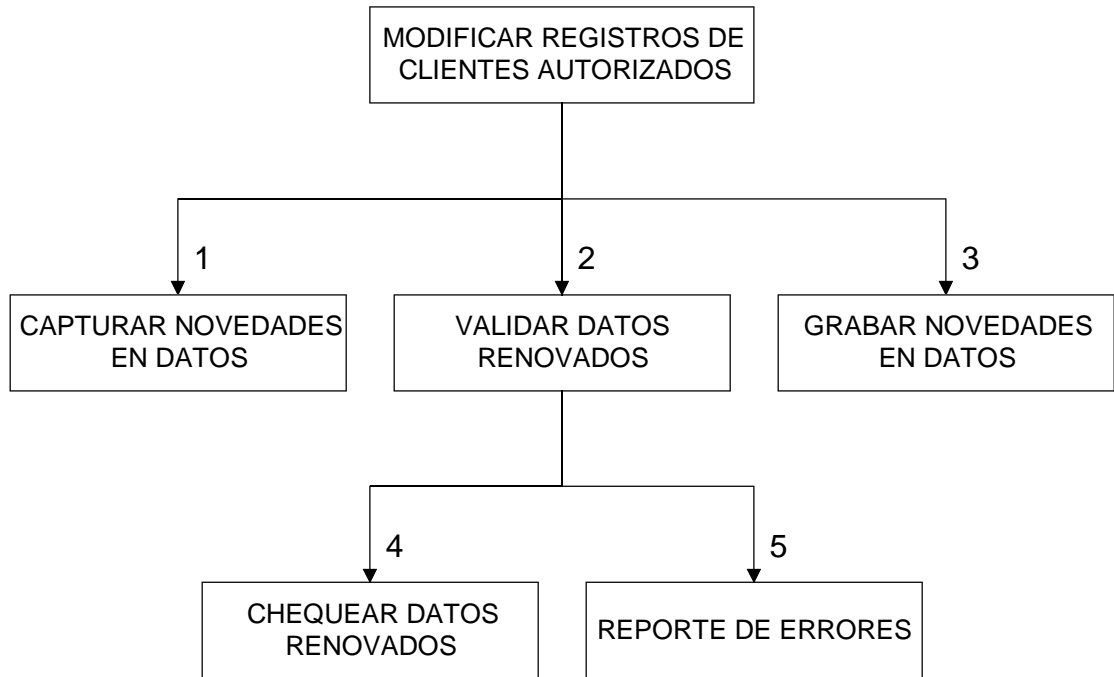 MODIFICAR REGISTROS DE
CLIENTES AUTORIZADOS
1
2
3
CAPTURAR NOVEDADES
EN DATOS
VALIDAR DATOS
RENOVADOS
GRABAR NOVEDADES
EN DATOS
4
5
CHEQUEAR DATOS
RENOVADOS
REPORTE DE ERRORES